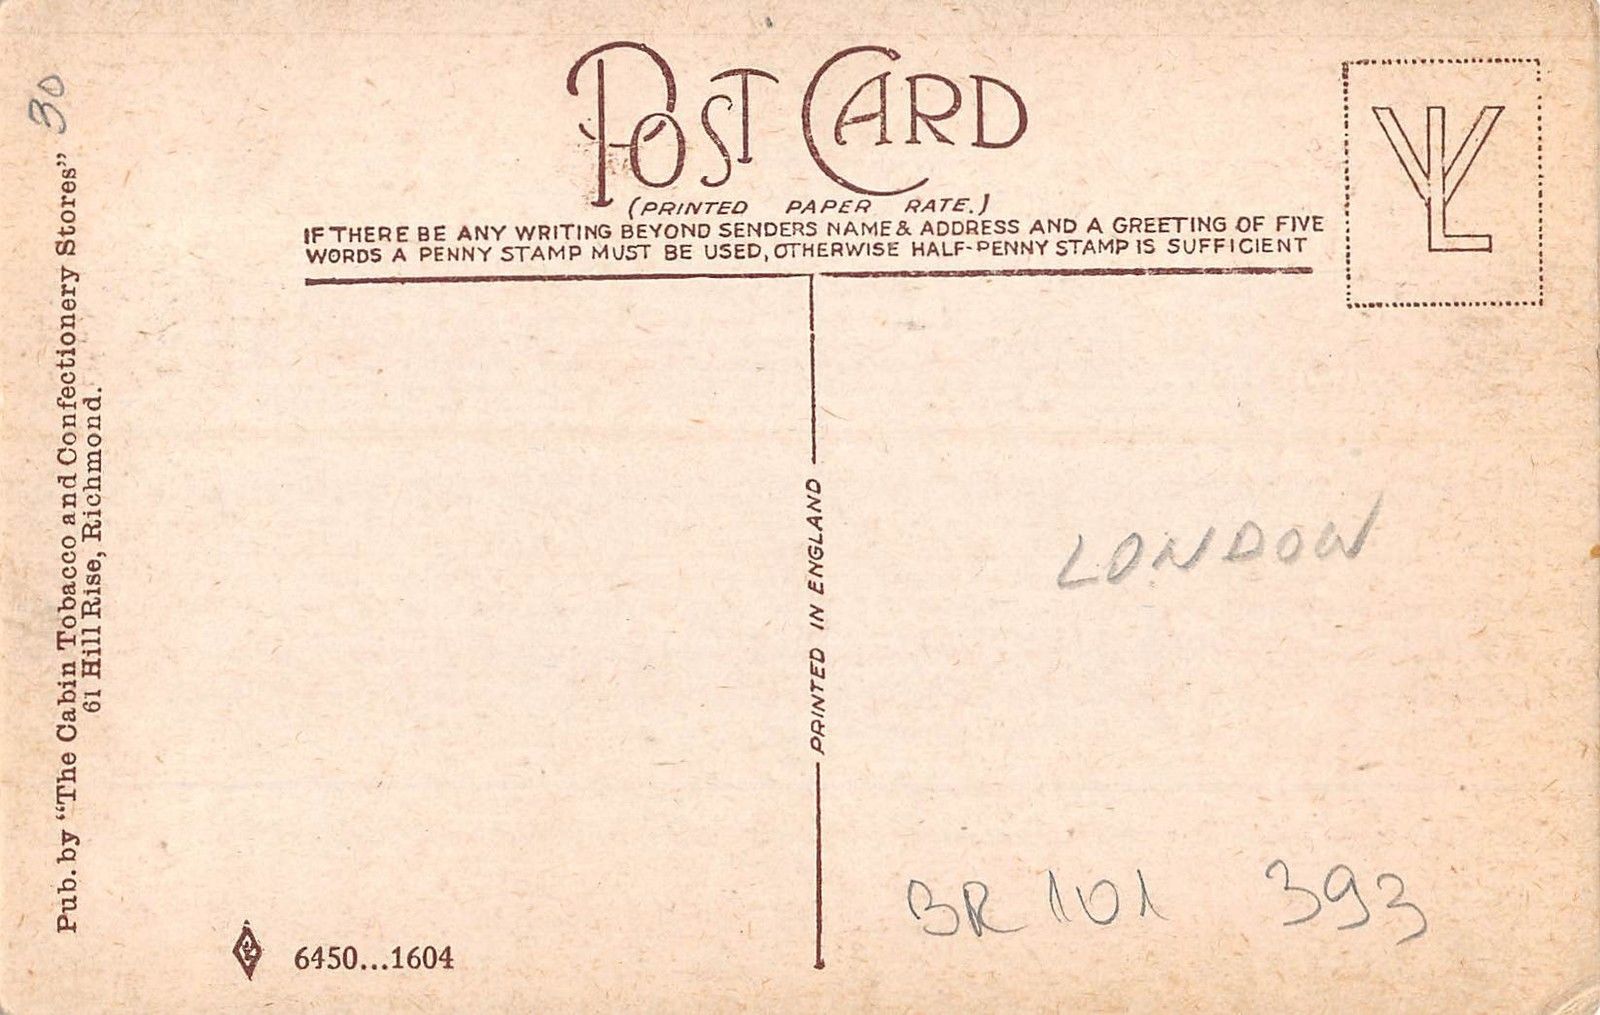 POST CARD
(PRINTED PAPER RATE.)
IF THERE BE ANY WRITING BEYOND SENDERS NAME & ADDRESS AND A GREETING OF FIVE
WORDS A PENNY STAMP MUST BE USED, OTHERWISE HALF-PENNY STAMP IS SUFFICIENT
30
Pub. by "The Cabin Tobacco and Confectionery Stores"
61 Hill Rise, Richmond.
PRINTED IN ENGLAND
LONDON
BR 101 393
6450...1604